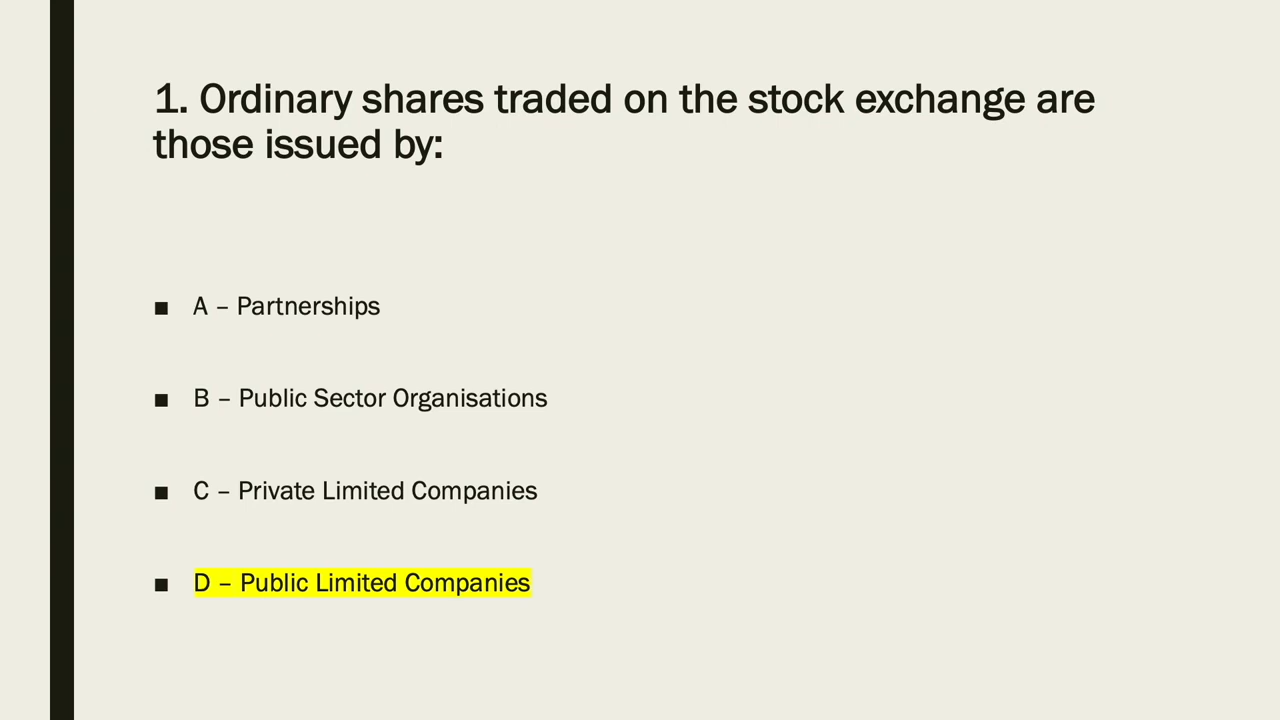 1. Ordinary shares traded on the stock exchange are
those issued by:
■ A – Partnerships
■ B – Public Sector Organisations
■ C – Private Limited Companies
■ D – Public Limited Companies